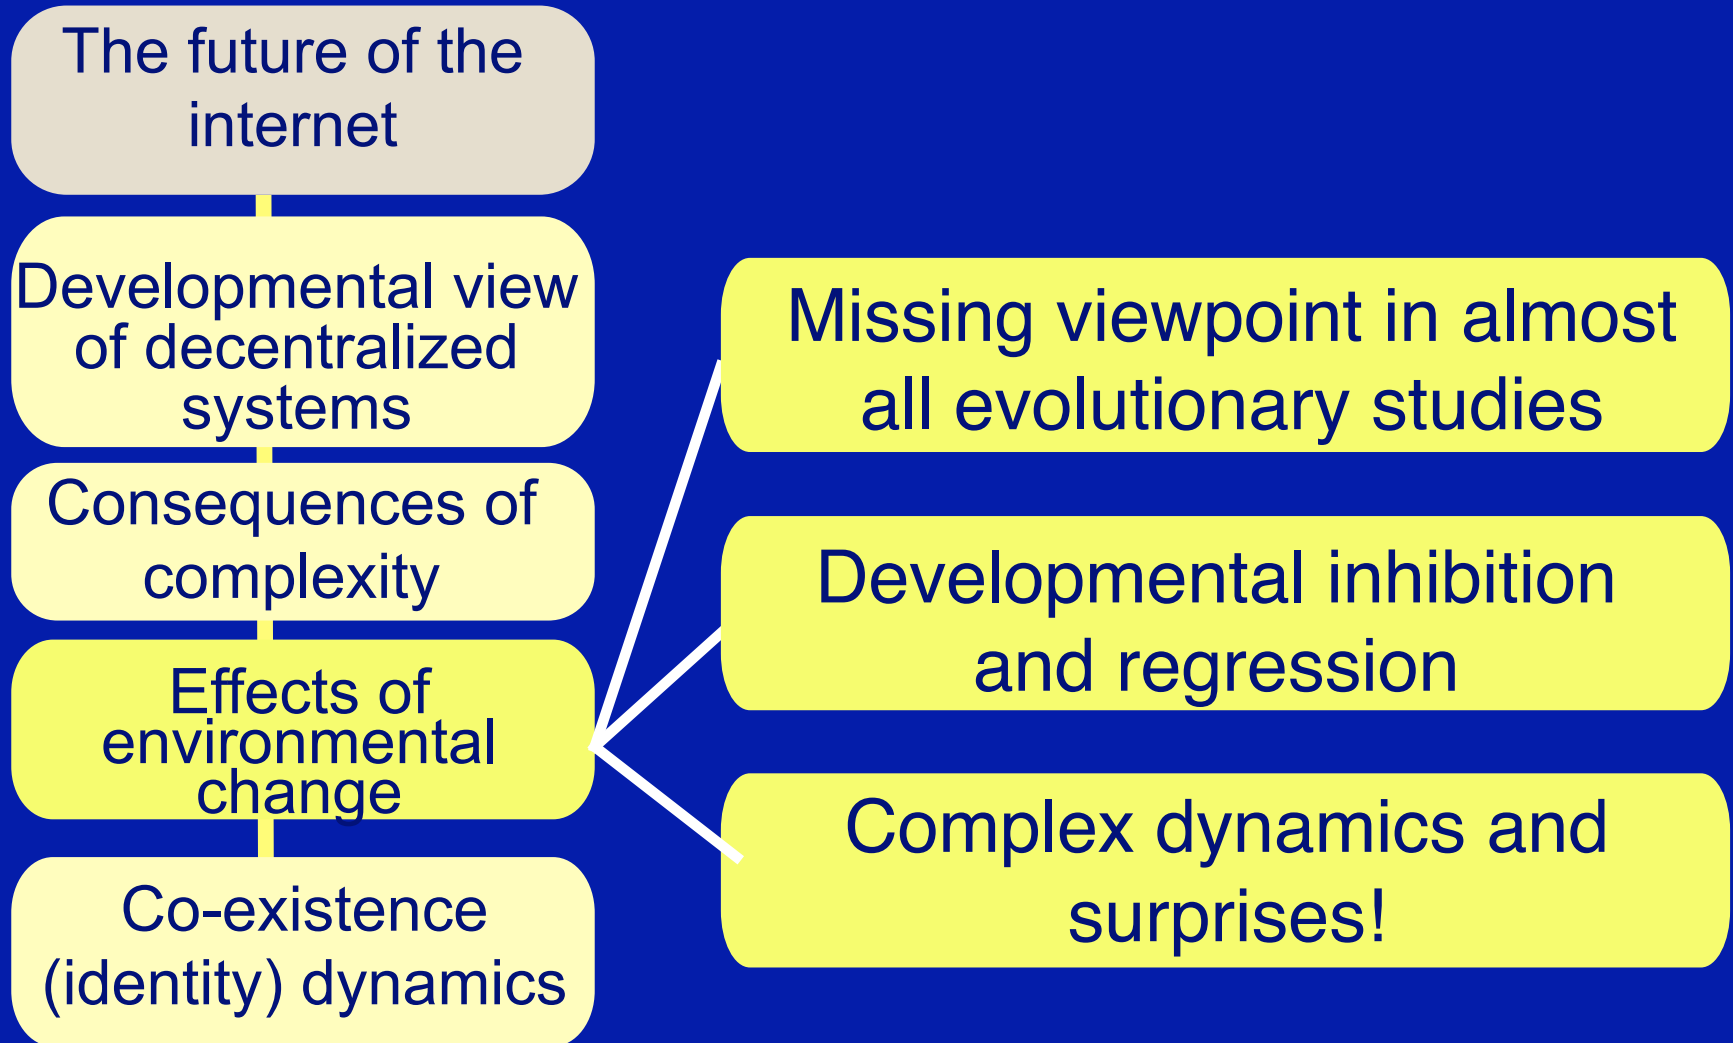 The future of the
internet
Developmental view
of decentralized
systems
Consequences of
complexity
Effects of
environmental
change
Co-existence
(identity) dynamics
Missing viewpoint in almost
all evolutionary studies
Developmental inhibition
and regression
Complex dynamics and
surprises!